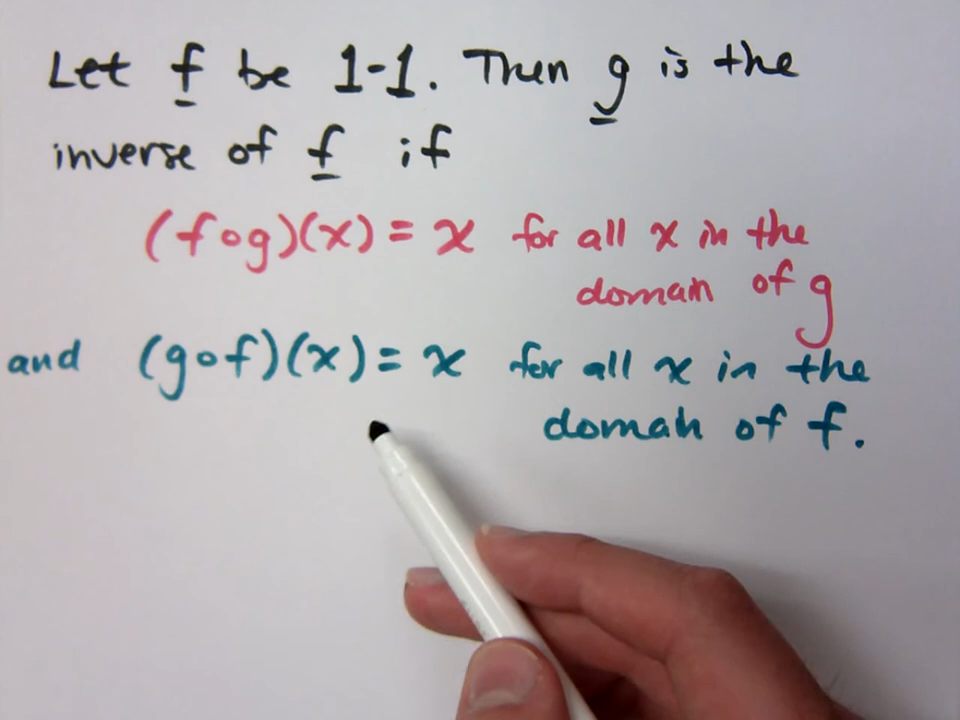 Let f be 1-1. Then g is the
inverse of f if
(f∘g)(x) = x for all x in the
domain of g
and (g∘f)(x) = x for all x in the
domain of f.